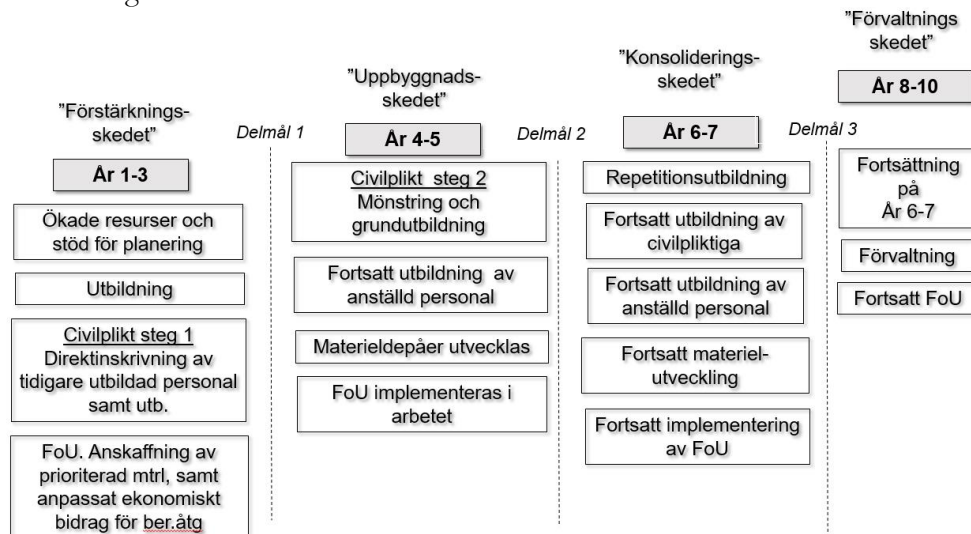 "Förstärknings-
skedet"
År 1-3
Ökade resurser och
stöd för planering
Utbildning
Civilplikt steg 1
Direktinskrivning av
tidigare utbildad personal
samt utb.
FoU. Anskaffning av
prioriterad mtrl, samt
anpassat ekonomiskt
bidrag för ber.åtg
Delmål 1
"Uppbyggnads-
skedet"
År 4-5
Civilplikt steg 2
Mönstring och
grundutbildning
Fortsatt utbildning av
anställd personal
Materieldepåer utvecklas
FoU implementeras i
arbetet
Delmål 2
"Konsoliderings-
skedet"
År 6-7
Repetitionsutbildning
Fortsatt utbildning av
civilpliktiga
Fortsatt utbildning av
anställd personal
Fortsatt materiel-
utveckling
Fortsatt implementering
av FoU
Delmål 3
"Förvaltnings
skedet"
År 8-10
Fortsättning
på
År 6-7
Förvaltning
Fortsatt FoU